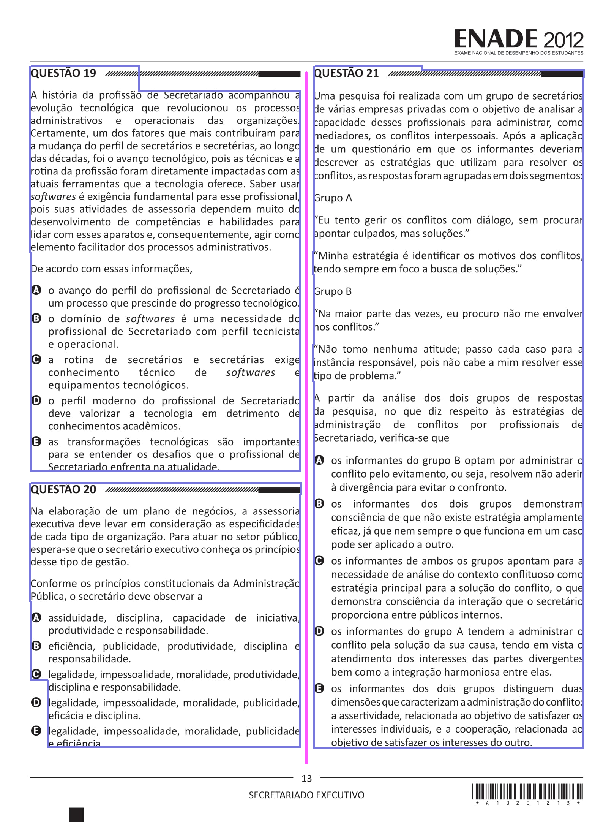 ENADE 2012
EXAME NACIONAL DE DESEMPENHO DOS ESTUDANTES
QUESTÃO 19
A história da profissão de Secretariado acompanhou a
evolução tecnológica que revolucionou os processos
administrativos e operacionais das organizações.
Certamente, um dos fatores que mais contribuíram para
a mudança do perfil de secretários e secretárias, ao longo
das décadas, foi o avanço tecnológico, pois as técnicas e a
rotina da profissão foram diretamente impactadas com as
atuais ferramentas que a tecnologia oferece. Saber usar
softwares é exigência fundamental para esse profissional,
pois suas atividades de assessoria dependem muito do
desenvolvimento de competências e habilidades para
lidar com esses aparatos e, consequentemente, agir como
elemento facilitador dos processos administrativos.
De acordo com essas informações,
A o avanço do perfil do profissional de Secretariado é
um processo que prescinde do progresso tecnológico.
B o domínio de softwares é uma necessidade do
profissional de Secretariado com perfil tecnicista
e operacional.
C a rotina de secretários e secretárias exige
conhecimento técnico de softwares e
equipamentos tecnológicos.
D o perfil moderno do profissional de Secretariado
deve valorizar a tecnologia em detrimento de
conhecimentos acadêmicos.
E as transformações tecnológicas são importantes
para se entender os desafios que o profissional de
Secretariado enfrenta na atualidade.
QUESTÃO 20
Na elaboração de um plano de negócios, a assessoria
executiva deve levar em consideração as especificidades
de cada tipo de organização. Para atuar no setor público,
espera-se que o secretário executivo conheça os princípios
desse tipo de gestão.
Conforme os princípios constitucionais da Administração
Pública, o secretário deve observar a
A assiduidade, disciplina, capacidade de iniciativa,
produtividade e responsabilidade.
B eficiência, publicidade, produtividade, disciplina e
responsabilidade.
C legalidade, impessoalidade, moralidade, produtividade,
disciplina e responsabilidade.
D legalidade, impessoalidade, moralidade, publicidade,
eficácia e disciplina.
E legalidade, impessoalidade, moralidade, publicidade
e eficiência.
QUESTÃO 21
Uma pesquisa foi realizada com um grupo de secretários
de várias empresas privadas com o objetivo de analisar a
capacidade desses profissionais para administrar, como
mediadores, os conflitos interpessoais. Após a aplicação
de um questionário em que os informantes deveriam
descrever as estratégias que utilizam para resolver os
conflitos, as respostas foram agrupadas em dois segmentos:
Grupo A
“Eu tento gerir os conflitos com diálogo, sem procurar
apontar culpados, mas soluções.”
“Minha estratégia é identificar os motivos dos conflitos,
tendo sempre em foco a busca de soluções.“
Grupo B
“Na maior parte das vezes, eu procuro não me envolver
nos conflitos.”
“Não tomo nenhuma atitude; passo cada caso para a
instância responsável, pois não cabe a mim resolver esse
tipo de problema.”
A partir da análise dos dois grupos de respostas
da pesquisa, no que diz respeito às estratégias de
administração de conflitos por profissionais de
Secretariado, verifica-se que
A os informantes do grupo B optam por administrar o
conflito pelo evitamento, ou seja, resolvem não aderir
à divergência para evitar o confronto.
B os informantes dos dois grupos demonstram
consciência de que não existe estratégia amplamente
eficaz, já que nem sempre o que funciona em um caso
pode ser aplicado a outro.
C os informantes de ambos os grupos apontam para a
necessidade de análise do contexto conflituoso como
estratégia principal para a solução do conflito, o que
demonstra consciência da interação que o secretário
proporciona entre públicos internos.
D os informantes do grupo A tendem a administrar o
conflito pela solução da sua causa, tendo em vista o
atendimento dos interesses das partes divergentes
bem como a integração harmoniosa entre elas.
E os informantes dos dois grupos distinguem duas
dimensões que caracterizam a administração do conflito:
a assertividade, relacionada ao objetivo de satisfazer os
interesses individuais, e a cooperação, relacionada ao
objetivo de satisfazer os interesses do outro.
13
SECRETARIADO EXECUTIVO